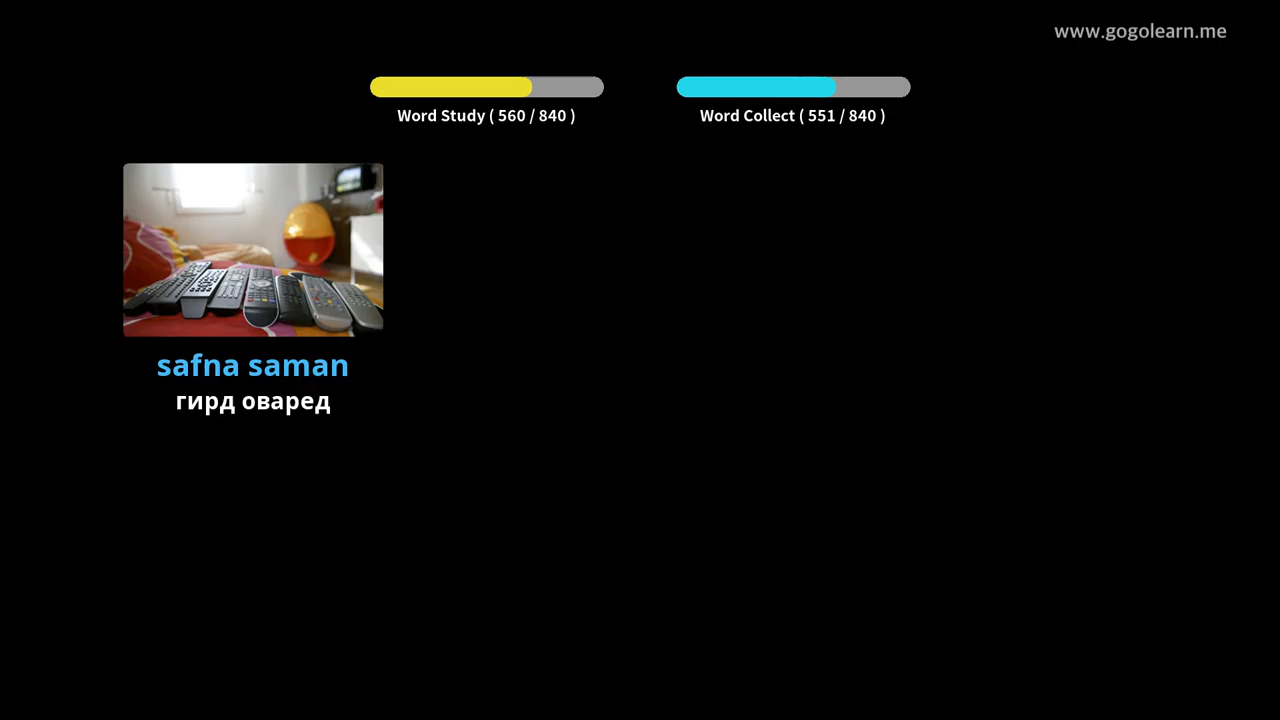 www.gogolearn.me
Word Study ( 560 / 840 )
Word Collect ( 551 / 840 )
safna saman
гирд оваред